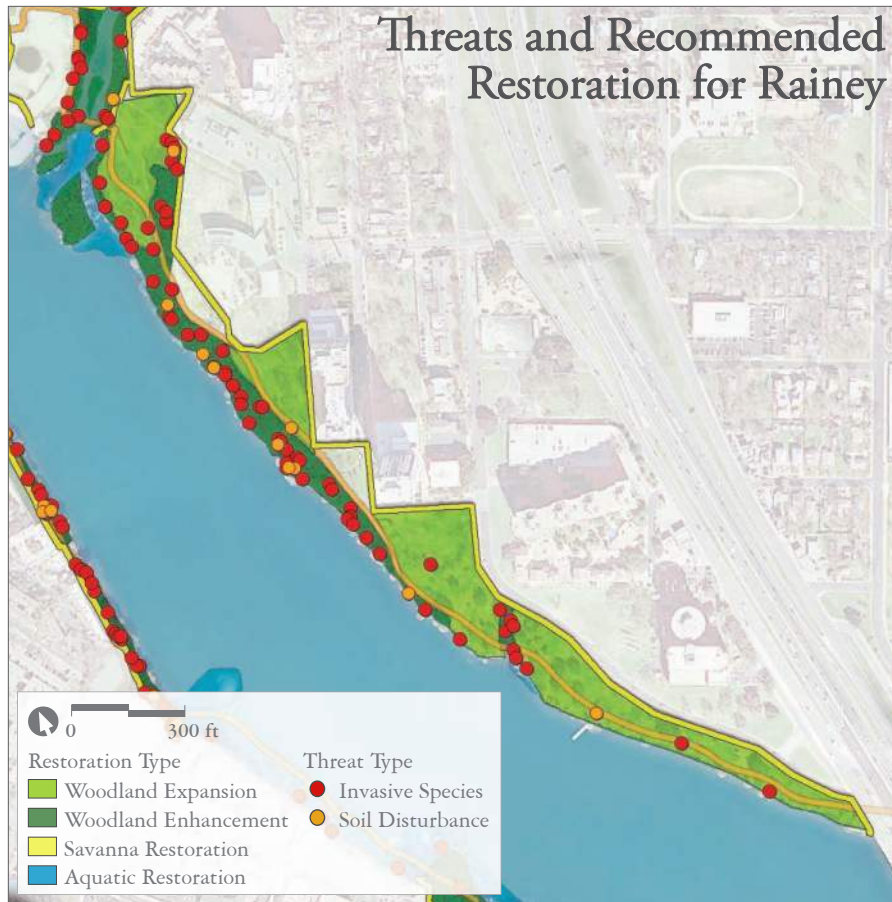 Threats and Recommended
Restoration for Rainey
0 300 ft
Restoration Type
Woodland Expansion
Woodland Enhancement
Savanna Restoration
Aquatic Restoration
Threat Type
Invasive Species
Soil Disturbance